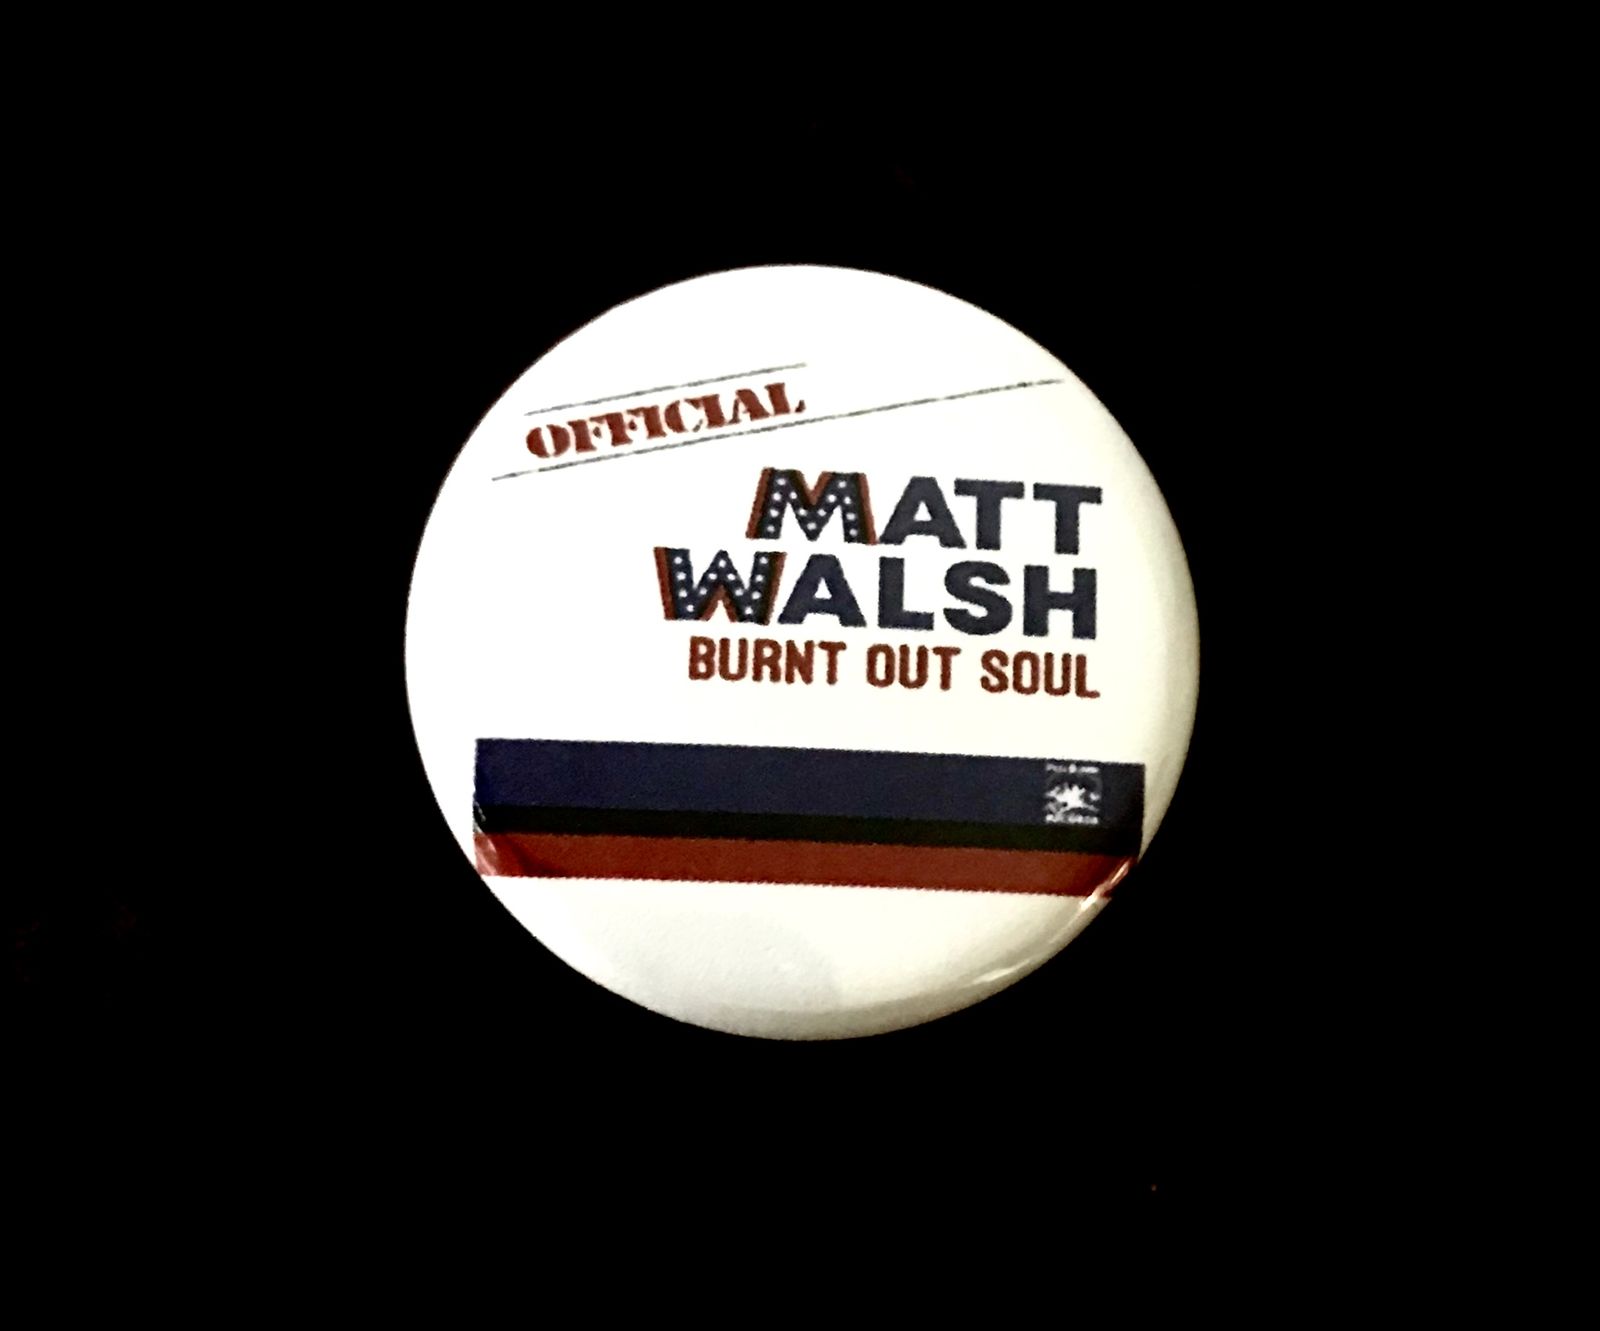 OFFICIAL
MATT
WALSH
BURNT OUT SOUL